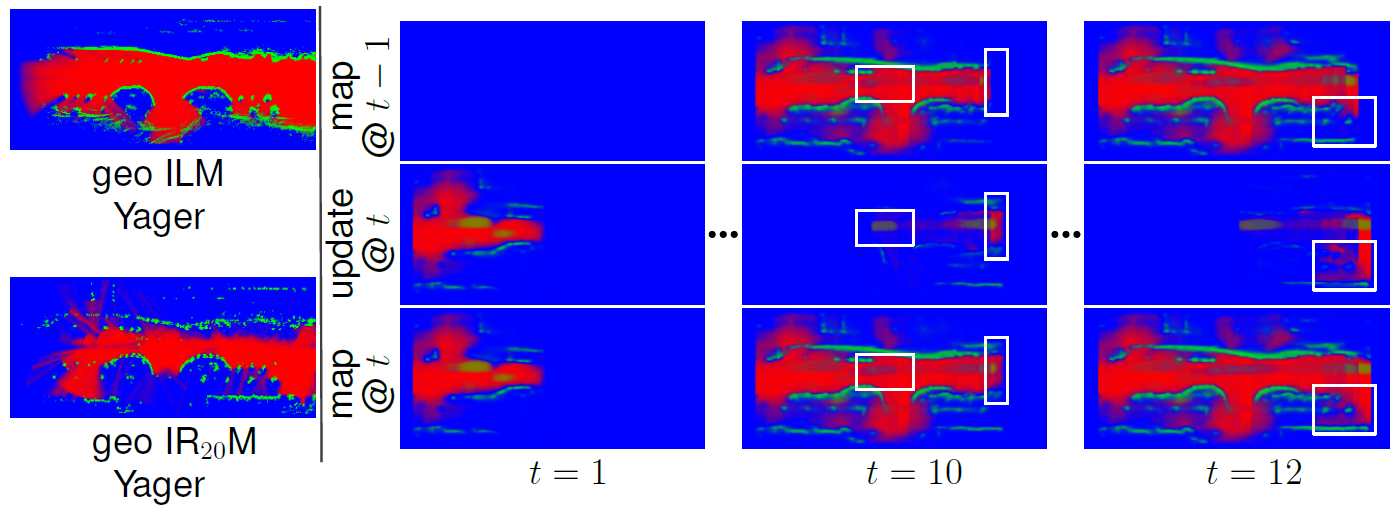 geo ILM
Yager
geo IR₂₀M
Yager
map
@ t − 1
update
@ t
map
@ t
•••
•••
t = 1
t = 10
t = 12